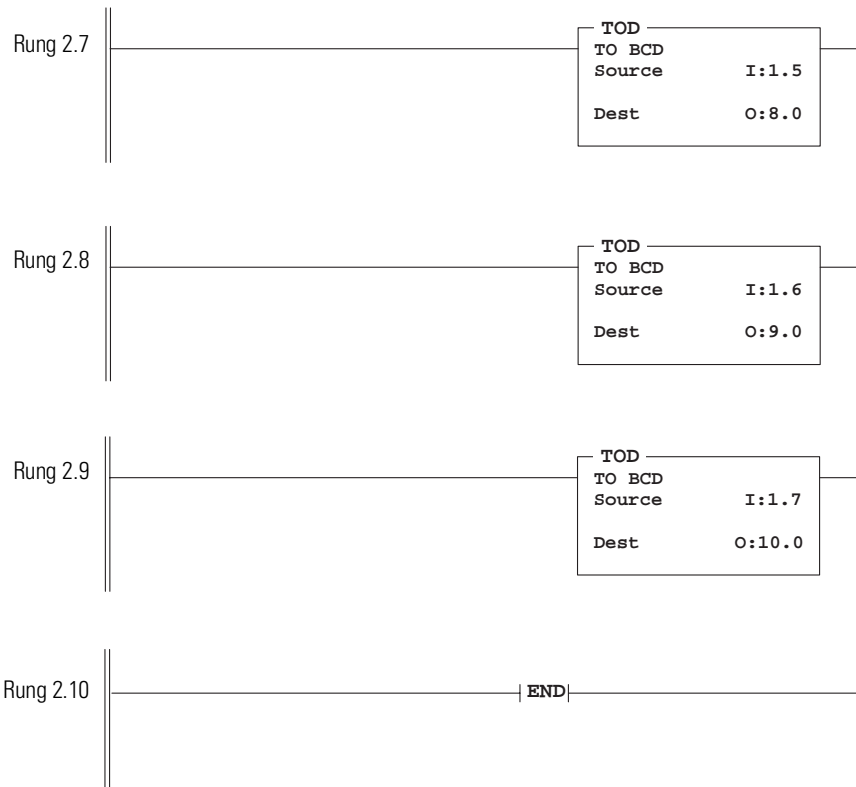 Rung 2.7
TOD
TO BCD
Source I:1.5
Dest O:8.0
Rung 2.8
TOD
TO BCD
Source I:1.6
Dest O:9.0
Rung 2.9
TOD
TO BCD
Source I:1.7
Dest O:10.0
Rung 2.10
END